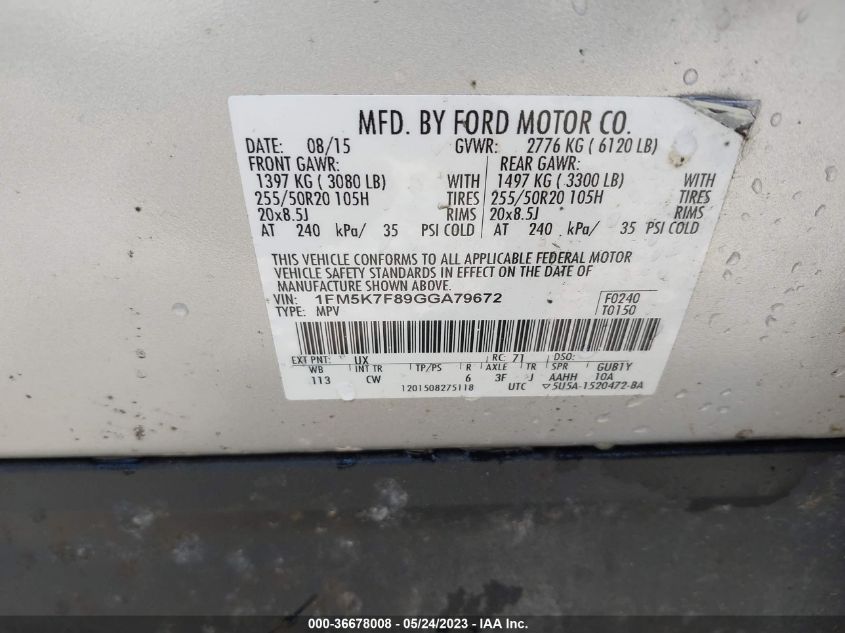 MFD. BY FORD MOTOR CO.
DATE: 08/15 GVWR: 2776 KG ( 6120 LB)
FRONT GAWR: REAR GAWR:
1397 KG ( 3080 LB) WITH 1497 KG ( 3300 LB) WITH
255/50R20 105H TIRES 255/50R20 105H TIRES
20x8.5J RIMS 20x8.5J RIMS
AT 240 kPa/ 35 PSI COLD AT 240 kPa/ 35 PSI COLD
THIS VEHICLE CONFORMS TO ALL APPLICABLE FEDERAL MOTOR
VEHICLE SAFETY STANDARDS IN EFFECT ON THE DATE OF
MANUFACTURE SHOWN ABOVE.
VIN: 1FM5K7F89GGA79672 F0240
TYPE: MPV T0150
EXT PNT: UX RC: 71 DSO:
WB INT TR TP/PS R AXLE TR SPR GUB1Y
113 CW 6 3F J AAHH 10A
1201508275118 UTC ▽5U5A-1520472-BA
000-36678008 - 05/24/2023 - IAA Inc.